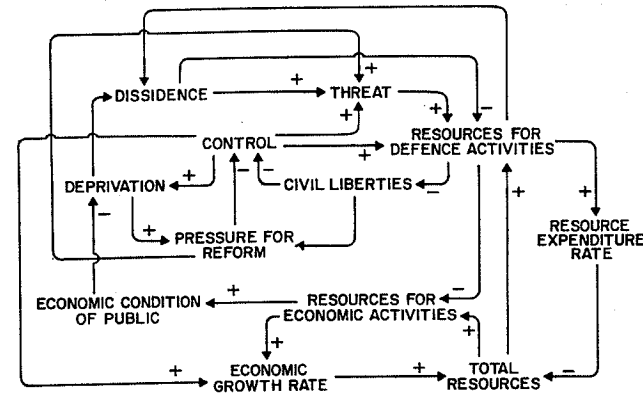 +
DISSIDENCE
+
THREAT
+
+
−
CONTROL
+
RESOURCES FOR
DEFENCE ACTIVITIES
+
DEPRIVATION
+
−
−
CIVIL LIBERTIES
−
+
+
−
+
PRESSURE FOR
REFORM
RESOURCE
EXPENDITURE
RATE
ECONOMIC CONDITION
OF PUBLIC
+
RESOURCES FOR
ECONOMIC ACTIVITIES
−
+
+
+
ECONOMIC
GROWTH RATE
+
TOTAL
RESOURCES
−